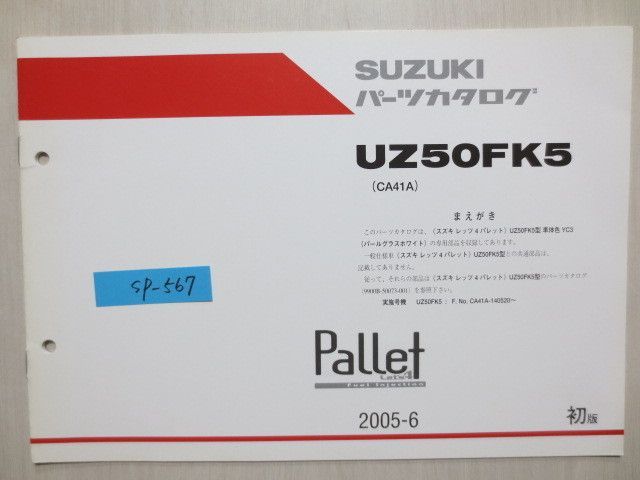 SUZUKI
パーツカタログ
UZ50FK5
(CA41A)
まえがき
このパーツカタログは、〈スズキ レッツ4 パレット〉UZ50FK5型 車体色 YC3
(パールグラスホワイト)の専用部品を収録してあります。
一般仕様車〈スズキ レッツ4 パレット〉UZ50FK5型との共通部品は、
記載してありません。
従って、それらの部品は〈スズキ レッツ4 パレット〉UZ50FK5型のパーツカタログ
(9900B-50073-001)を参照下さい。
実施号機 UZ50FK5 : F. No. CA41A-140520～
SP-567
Pallet
Let's4
Fuel Injection
2005-6
初版